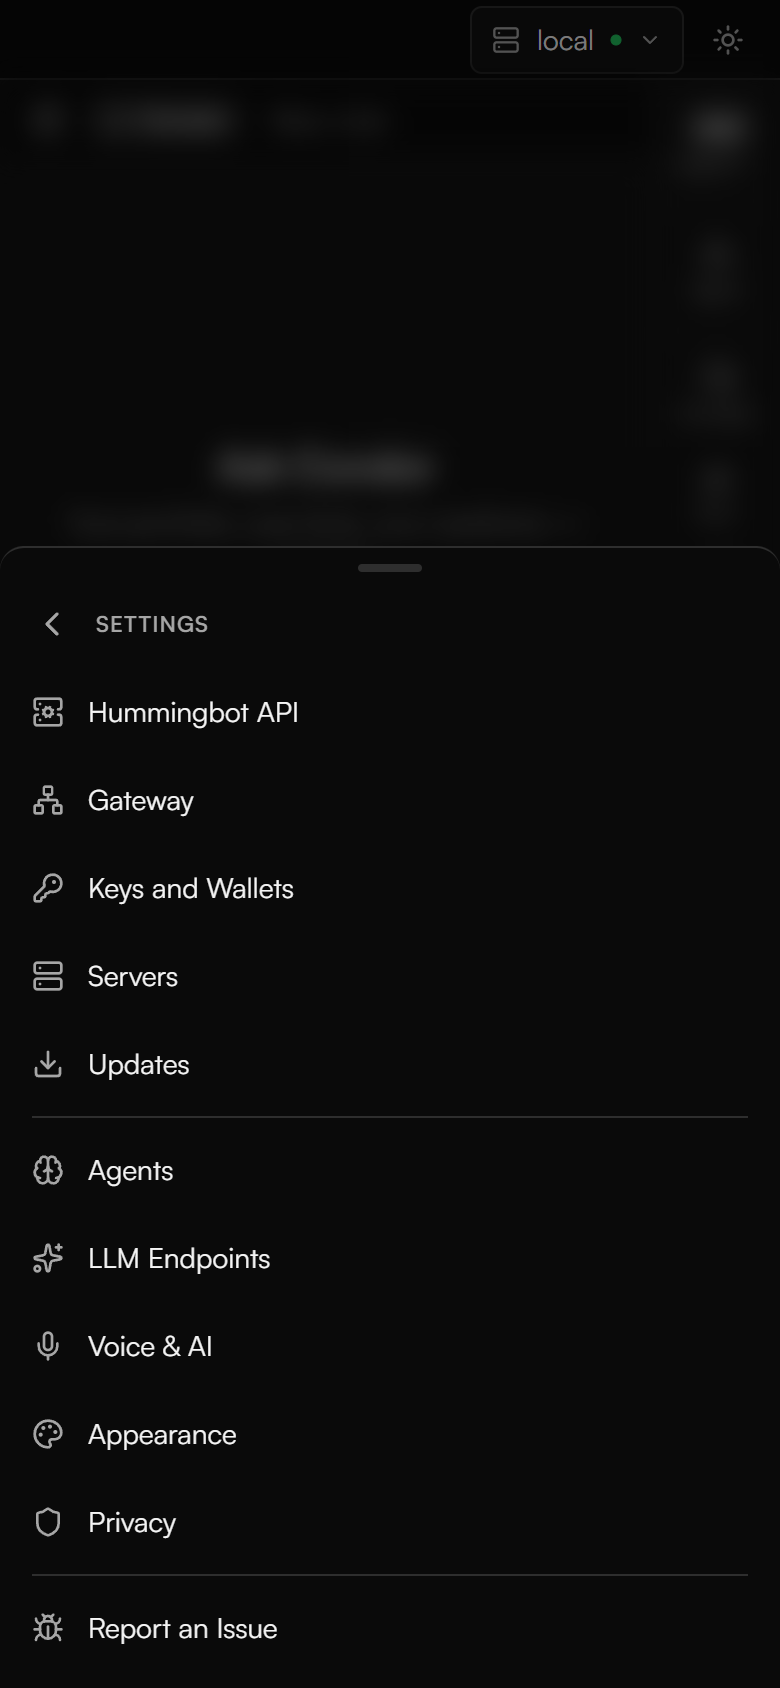 local
SETTINGS
Hummingbot API
Gateway
Keys and Wallets
Servers
Updates
Agents
LLM Endpoints
Voice & AI
Appearance
Privacy
Report an Issue